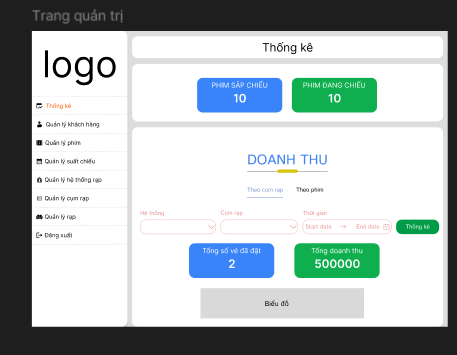 Trang quản trị
logo
Thống kê
Quản lý khách hàng
Quản lý phim
Quản lý suất chiếu
Quản lý hệ thống rạp
Quản lý cụm rạp
Quản lý rạp
Đăng xuất
Thống kê
PHIM SẮP CHIẾU
10
PHIM ĐANG CHIẾU
10
DOANH THU
Theo cụm rạp
Theo phim
Hệ thống
Cụm rạp
Thời gian
Start date → End date
Thống kê
Tổng số vé đã đặt
2
Tổng doanh thu
500000
Biểu đồ